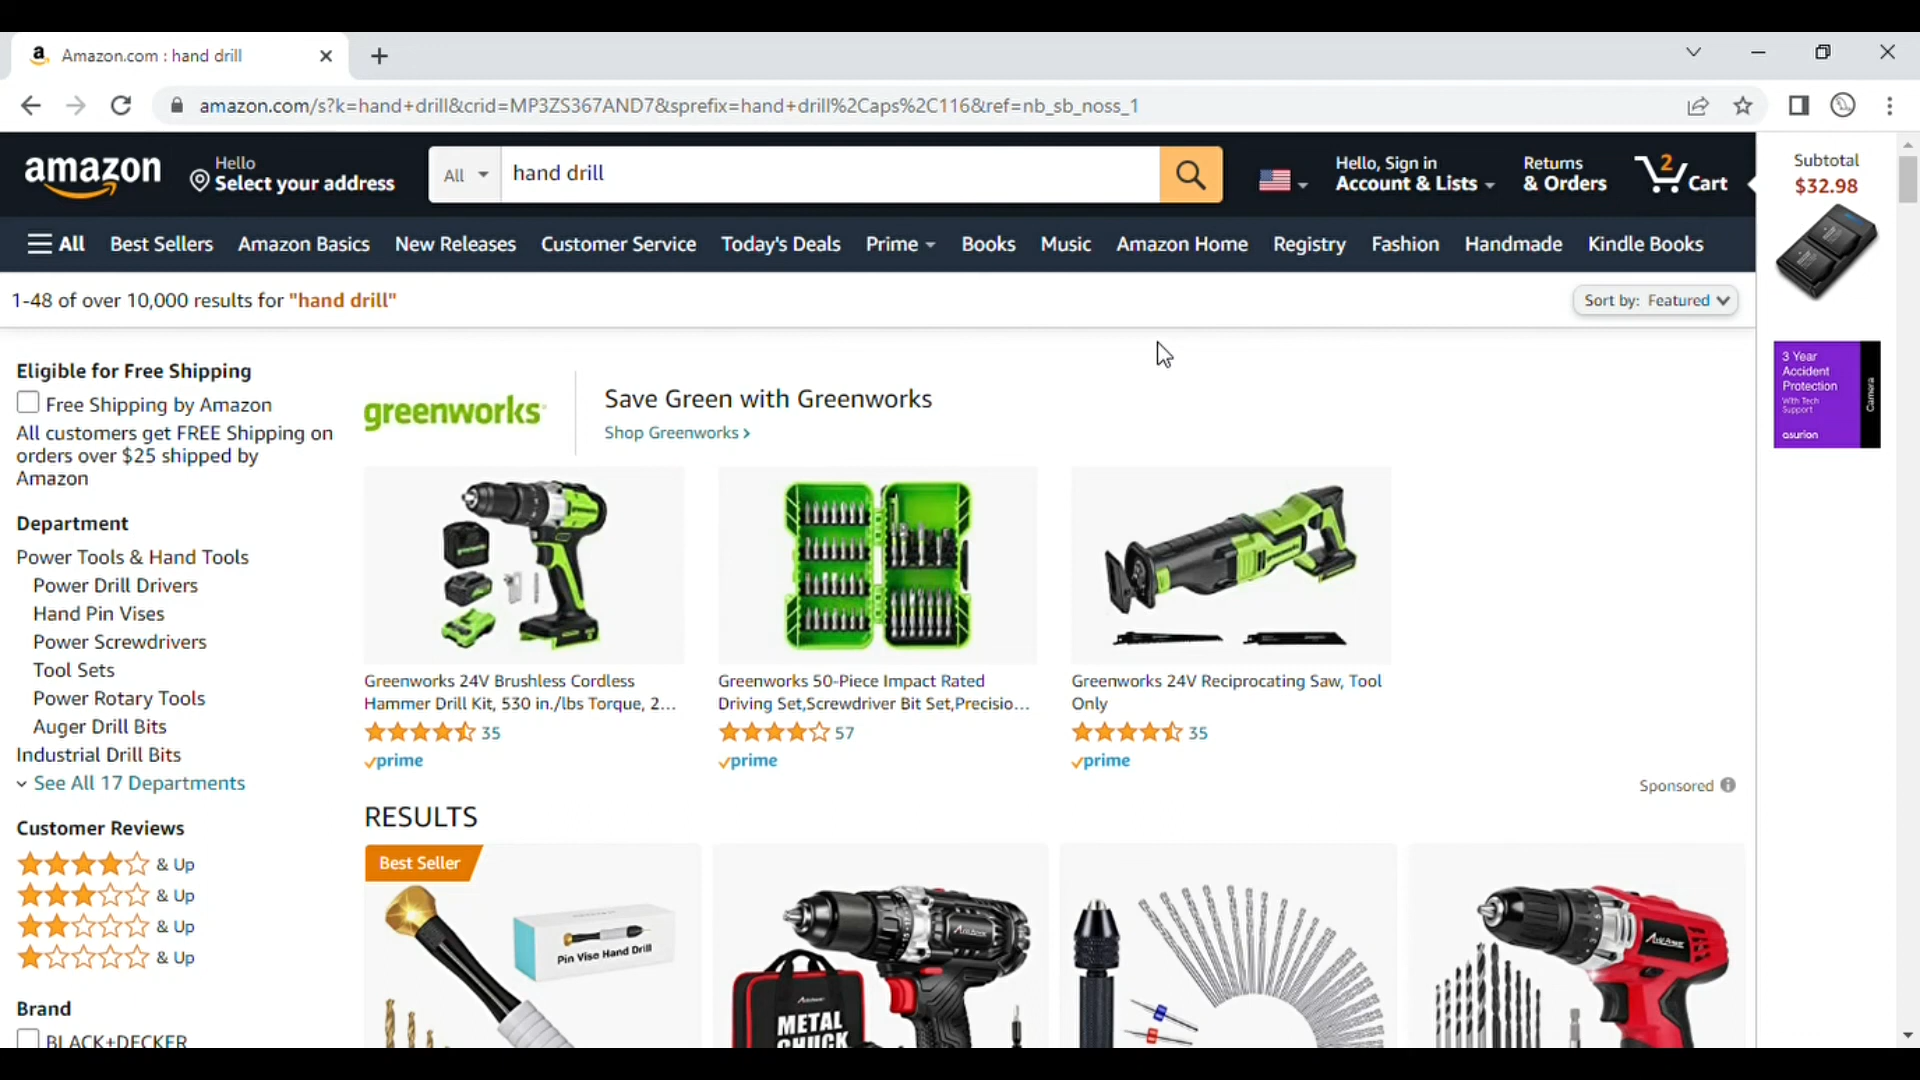 Amazon.com : hand drill
amazon.com/s?k=hand+drill&crid=MP3ZS367AND7&sprefix=hand+drill%2Caps%2C116&ref=nb_sb_noss_1
amazon
Hello
Select your address
All
hand drill
Hello, Sign in
Account & Lists
Returns
& Orders
2
Cart
Subtotal
$32.98
All Best Sellers Amazon Basics New Releases Customer Service Today's Deals Prime Books Music Amazon Home Registry Fashion Handmade Kindle Books
1-48 of over 10,000 results for "hand drill"
Sort by: Featured
3 Year
Accident
Protection
With Tech
Support
asurion
Camera
Eligible for Free Shipping
Free Shipping by Amazon
All customers get FREE Shipping on
orders over $25 shipped by
Amazon
Department
Power Tools & Hand Tools
Power Drill Drivers
Hand Pin Vises
Power Screwdrivers
Tool Sets
Power Rotary Tools
Auger Drill Bits
Industrial Drill Bits
See All 17 Departments
Customer Reviews
& Up
& Up
& Up
& Up
Brand
BLACK+DECKER
greenworks
Save Green with Greenworks
Shop Greenworks ›
Greenworks 24V Brushless Cordless
Hammer Drill Kit, 530 in./lbs Torque, 2...
35
prime
Greenworks 50-Piece Impact Rated
Driving Set,Screwdriver Bit Set,Precisio...
57
prime
Greenworks 24V Reciprocating Saw, Tool
Only
35
prime
Sponsored
RESULTS
Best Seller
Pin Vise Hand Drill
METAL
CHUCK